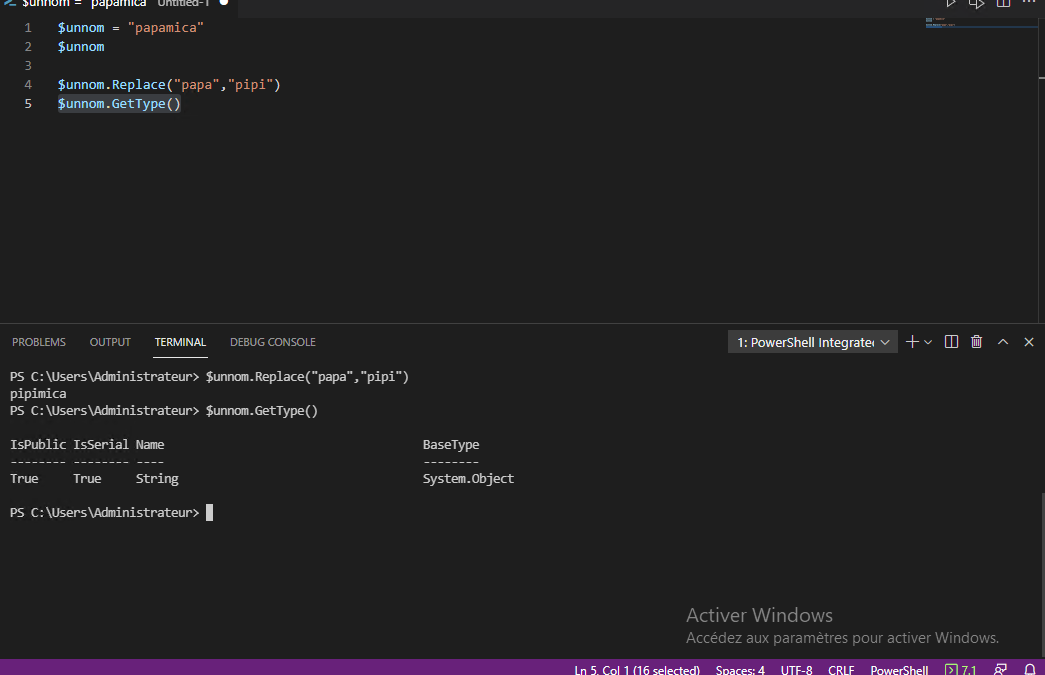 $unnom = "papamica" Untitled-1
1 $unnom = "papamica"
2 $unnom
3
4 $unnom.Replace("papa","pipi")
5 $unnom.GetType()
PROBLEMS OUTPUT TERMINAL DEBUG CONSOLE 1: PowerShell Integrate
PS C:\Users\Administrateur> $unnom.Replace("papa","pipi")
pipimica
PS C:\Users\Administrateur> $unnom.GetType()
IsPublic IsSerial Name BaseType
-------- -------- ---- --------
True True String System.Object
PS C:\Users\Administrateur>
Activer Windows
Accédez aux paramètres pour activer Windows.
Ln 5, Col 1 (16 selected) Spaces: 4 UTF-8 CRLF PowerShell 7.1